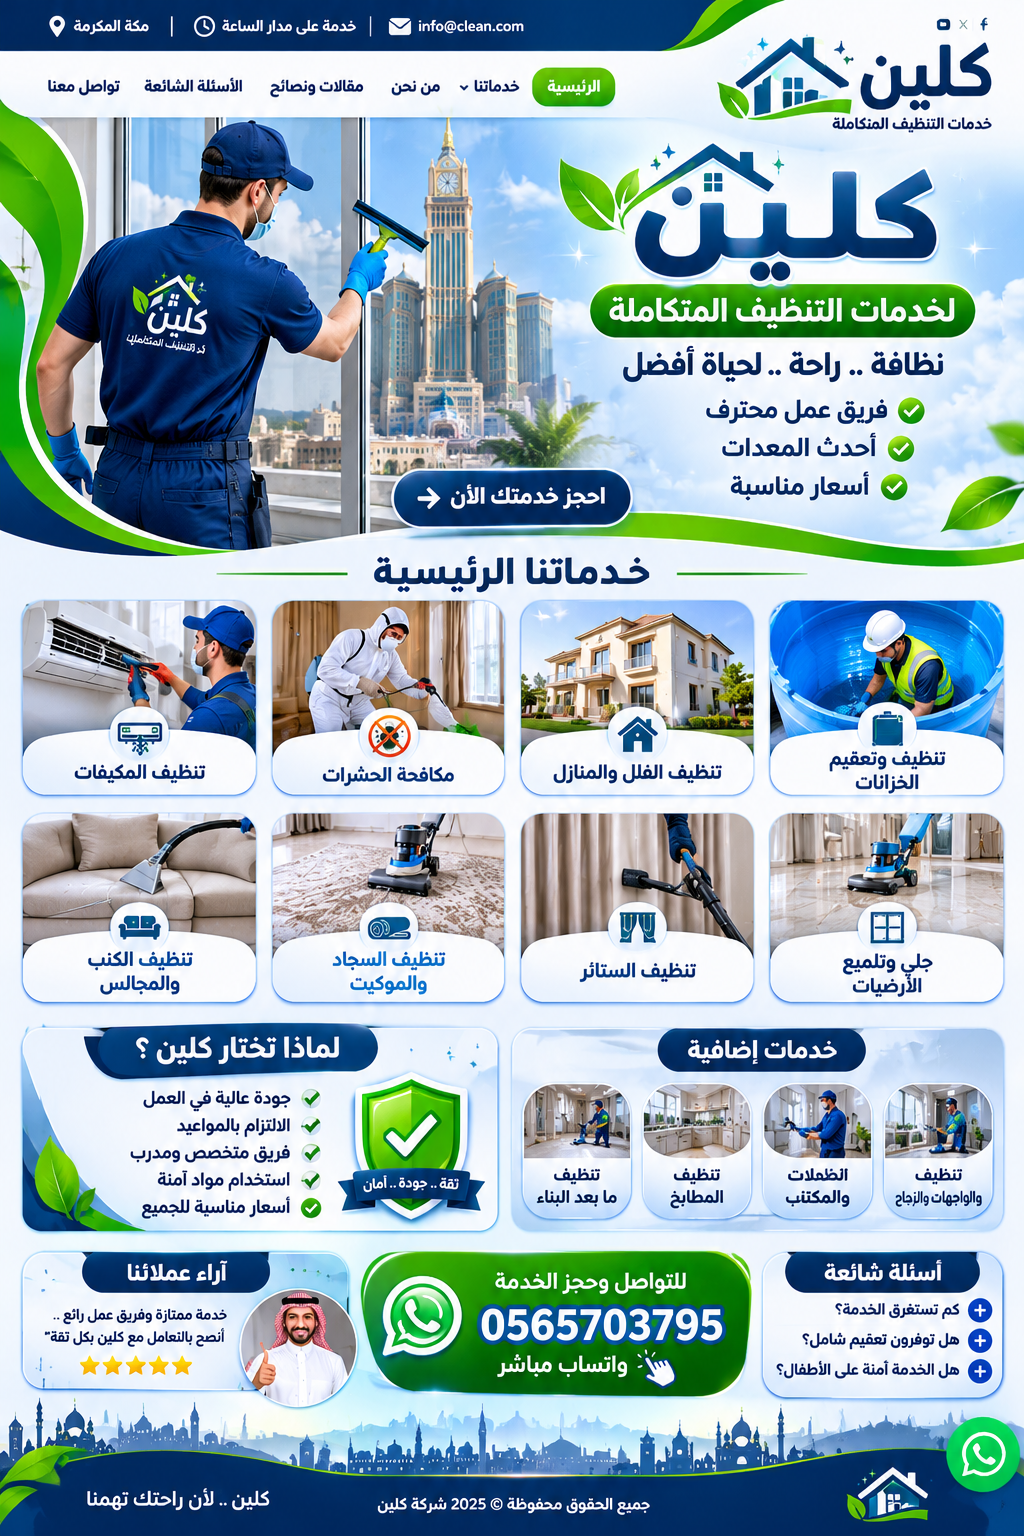 مكة المكرمة
خدمة على مدار الساعة
info@clean.com
كلين
خدمات التنظيف المتكاملة
الرئيسية
خدماتنا
من نحن
مقالات ونصائح
الأسئلة الشائعة
تواصل معنا
كلين
كلين
لخدمات التنظيف المتكاملة
نظافة .. راحة .. لحياة أفضل
فريق عمل محترف
أحدث المعدات
أسعار مناسبة
احجز خدمتك الأن
خدماتنا الرئيسية
تنظيف وتعقيم
الخزانات
تنظيف الفلل والمنازل
مكافحة الحشرات
تنظيف المكيفات
جلي وتلميع
الأرضيات
تنظيف الستائر
تنظيف السجاد
والموكيت
تنظيف الكنب
والمجالس
خدمات إضافية
تنظيف
والواجهات والزجاج
والمكتنب
تنظيف
المطابخ
تنظيف
ما بعد البناء
لماذا تختار كلين ؟
جودة عالية في العمل
الالتزام بالمواعيد
فريق متخصص ومدرب
استخدام مواد آمنة
أسعار مناسبة للجميع
ثقة .. جودة .. أمان
أسئلة شائعة
كم تستغرق الخدمة؟
هل توفرون تعقيم شامل؟
هل الخدمة آمنة على الأطفال؟
للتواصل وحجز الخدمة
0565703795
واتساب مباشر
آراء عملائنا
خدمة ممتازة وفريق عمل رائع ..
أنصح بالتعامل مع كلين بكل ثقة"
جميع الحقوق محفوظة © 2025 شركة كلين
كلين .. لأن راحتك تهمنا